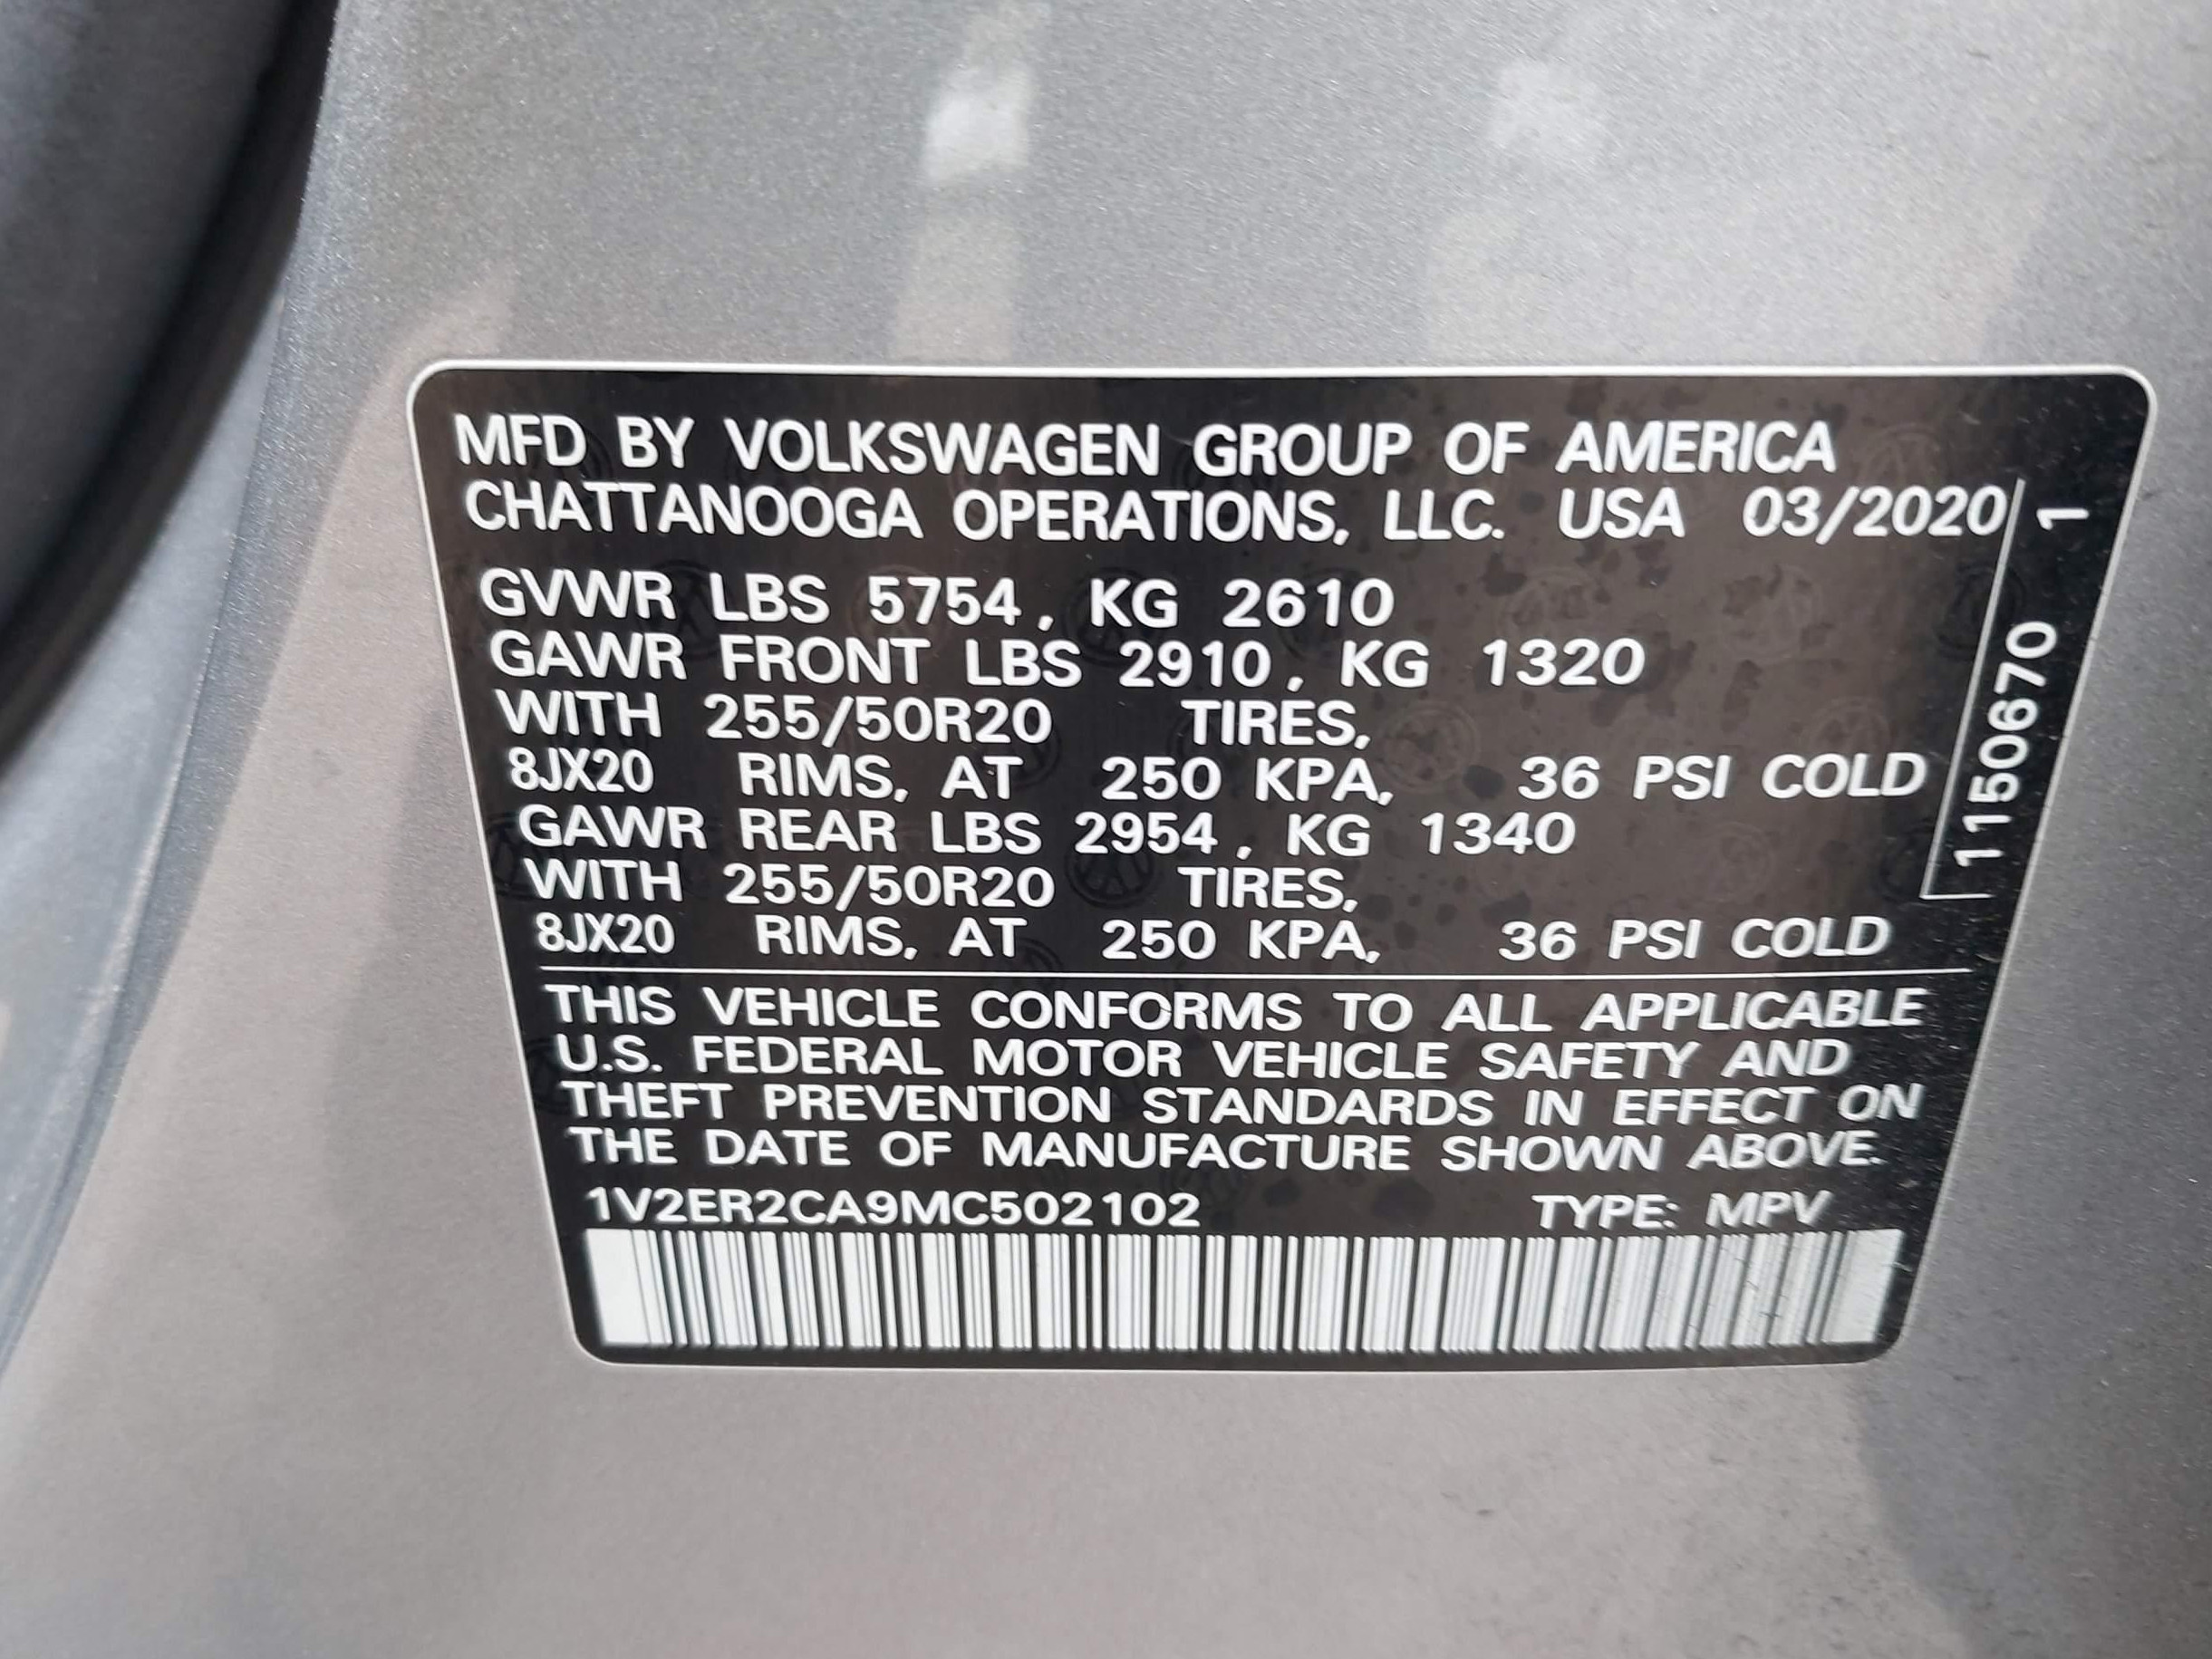 MFD BY VOLKSWAGEN GROUP OF AMERICA
CHATTANOOGA OPERATIONS, LLC. USA 03/2020
GVWR LBS 5754, KG 2610
GAWR FRONT LBS 2910, KG 1320
WITH 255/50R20 TIRES,
8JX20 RIMS, AT 250 KPA, 36 PSI COLD
GAWR REAR LBS 2954, KG 1340
WITH 255/50R20 TIRES,
8JX20 RIMS, AT 250 KPA, 36 PSI COLD
THIS VEHICLE CONFORMS TO ALL APPLICABLE
U.S. FEDERAL MOTOR VEHICLE SAFETY AND
THEFT PREVENTION STANDARDS IN EFFECT ON
THE DATE OF MANUFACTURE SHOWN ABOVE.
1V2ER2CA9MC502102 TYPE: MPV
1150670 1